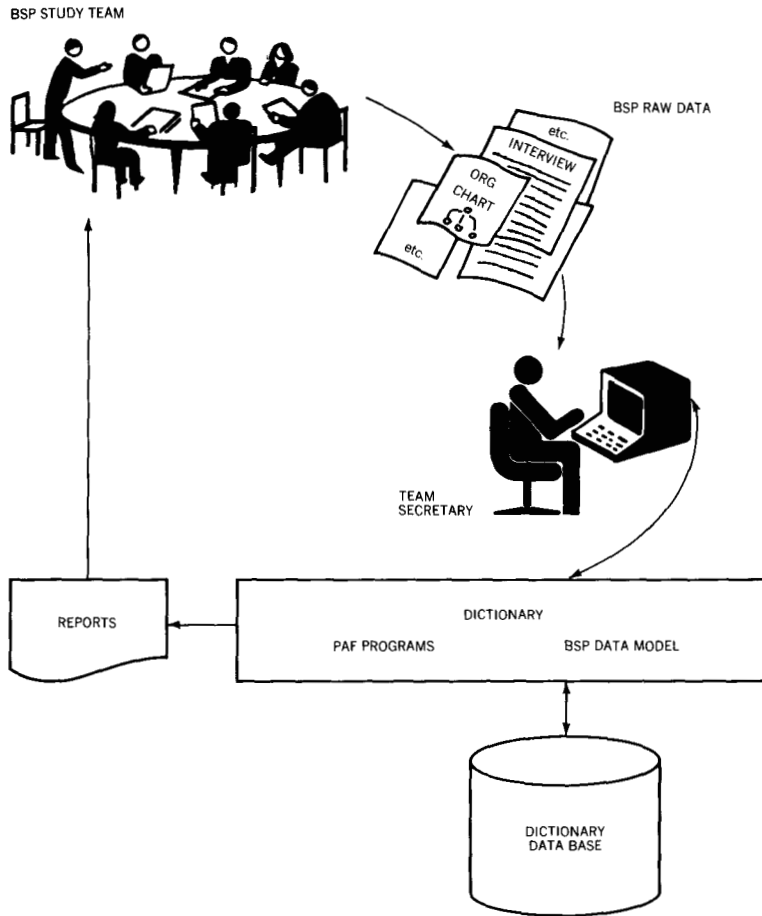 BSP STUDY TEAM
BSP RAW DATA
etc.
INTERVIEW
ORG
CHART
etc.
TEAM
SECRETARY
REPORTS
DICTIONARY
PAF PROGRAMS BSP DATA MODEL
DICTIONARY
DATA BASE